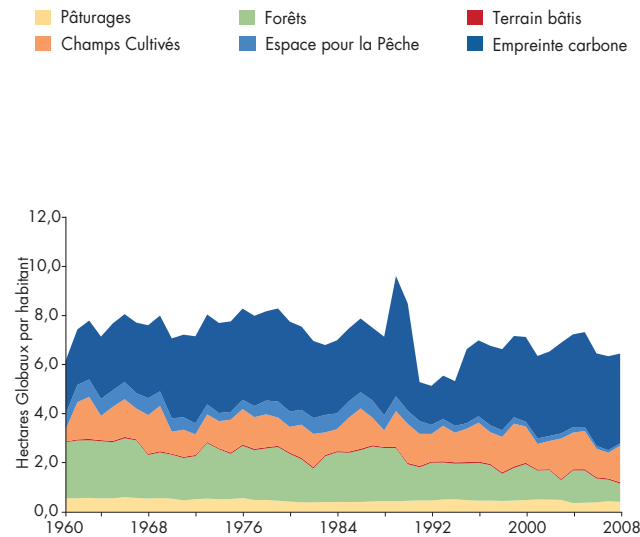 Pâturages
Forêts
Terrain bâtis
Champs Cultivés
Espace pour la Pêche
Empreinte carbone
Hectares Globaux par habitant
12,0
10,0
8,0
6,0
4,0
2,0
0,0
1960 1968 1976 1984 1992 2000 2008